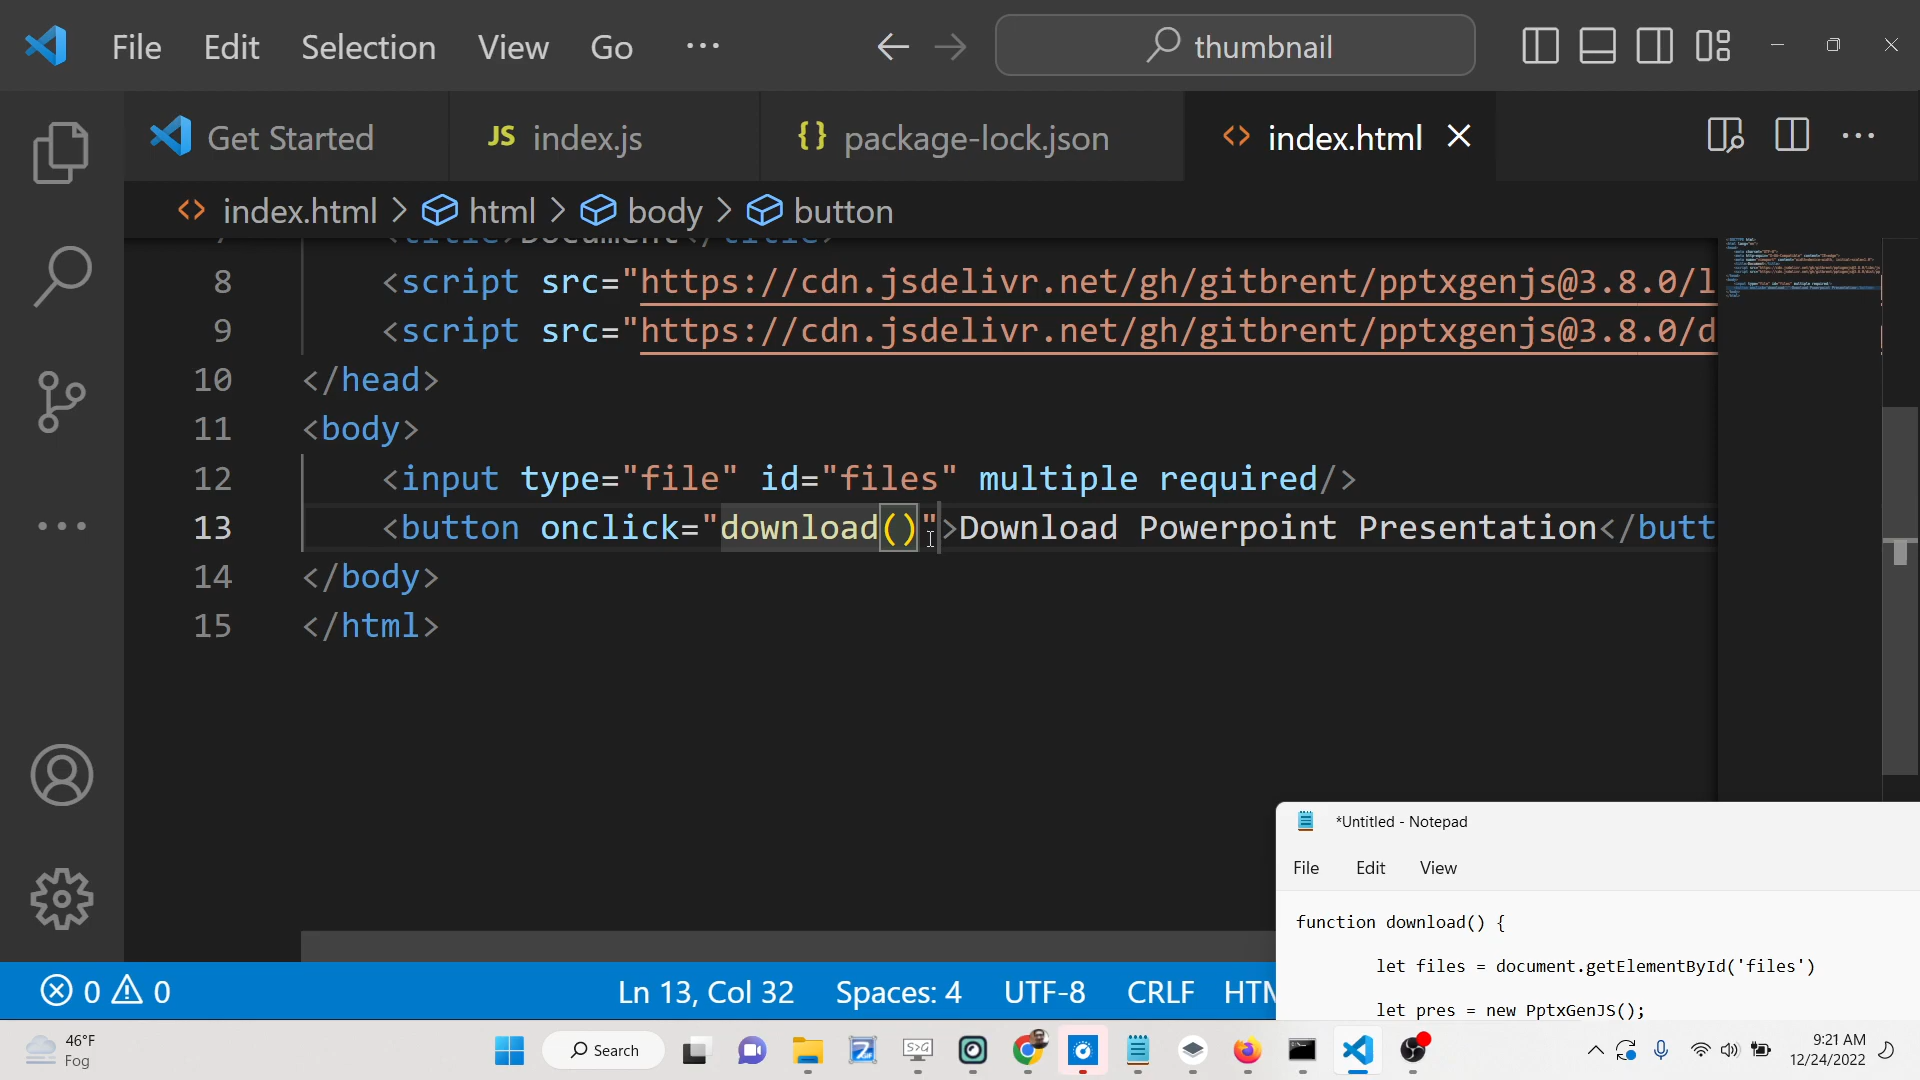 File Edit Selection View Go ··· thumbnail
Get Started JS index.js {} package-lock.json <> index.html
<> index.html > html > body > button
7 <title>Document</title>
8 <script src="https://cdn.jsdelivr.net/gh/gitbrent/pptxgenjs@3.8.0/l
9 <script src="https://cdn.jsdelivr.net/gh/gitbrent/pptxgenjs@3.8.0/d
10 </head>
11 <body>
12 <input type="file" id="files" multiple required/>
13 <button onclick="download()">Download Powerpoint Presentation</butt
14 </body>
15 </html>
*Untitled - Notepad
File Edit View
function download() {
let files = document.getElementById('files')
let pres = new PptxGenJS();
0 0 Ln 13, Col 32 Spaces: 4 UTF-8 CRLF HTM
46°F
Fog
Search
S>G
9:21 AM
12/24/2022